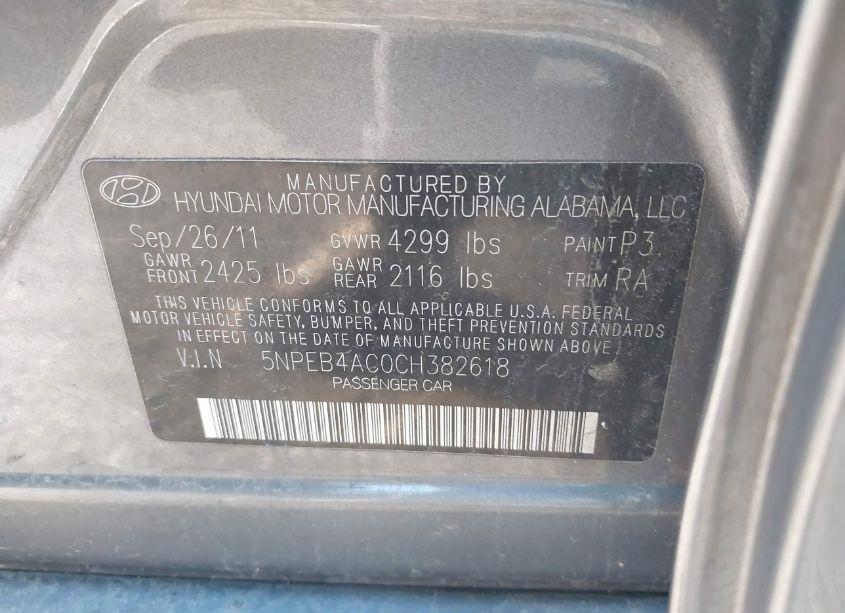 MANUFACTURED BY
HYUNDAI MOTOR MANUFACTURING ALABAMA, LLC
Sep/26/11 GVWR 4299 lbs PAINT P3
GAWR FRONT 2425 lbs GAWR REAR 2116 lbs TRIM RA
THIS VEHICLE CONFORMS TO ALL APPLICABLE U.S.A. FEDERAL
MOTOR VEHICLE SAFETY, BUMPER, AND THEFT PREVENTION STANDARDS
IN EFFECT ON THE DATE OF MANUFACTURE SHOWN ABOVE.
V.I.N 5NPEB4AC0CH382618
PASSENGER CAR